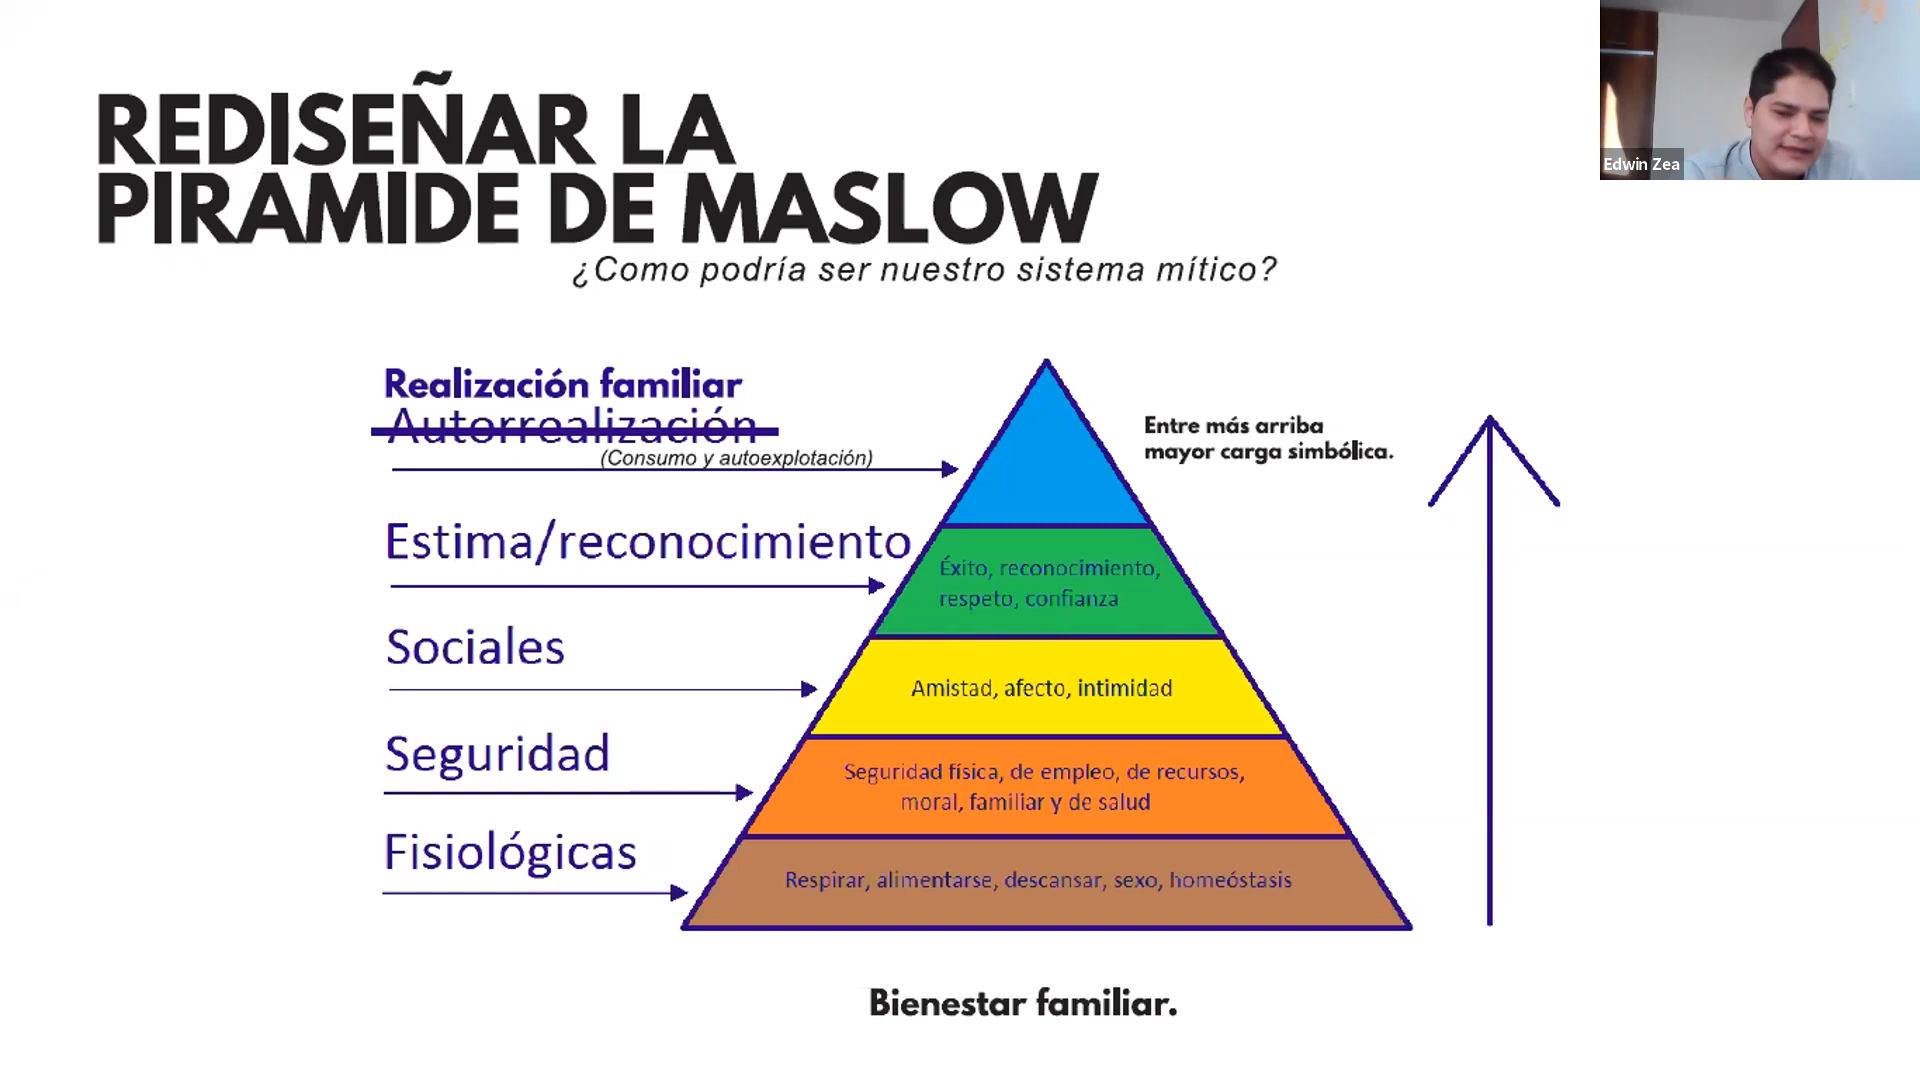 REDISEÑAR LA
PIRAMIDE DE MASLOW
¿Como podría ser nuestro sistema mítico?
Edwin Zea
Realización familiar
Autorrealización
(Consumo y autoexplotación)
Entre más arriba
mayor carga simbólica.
Estima/reconocimiento
Éxito, reconocimiento,
respeto, confianza
Sociales
Amistad, afecto, intimidad
Seguridad
Seguridad física, de empleo, de recursos,
moral, familiar y de salud
Fisiológicas
Respirar, alimentarse, descansar, sexo, homeóstasis
Bienestar familiar.